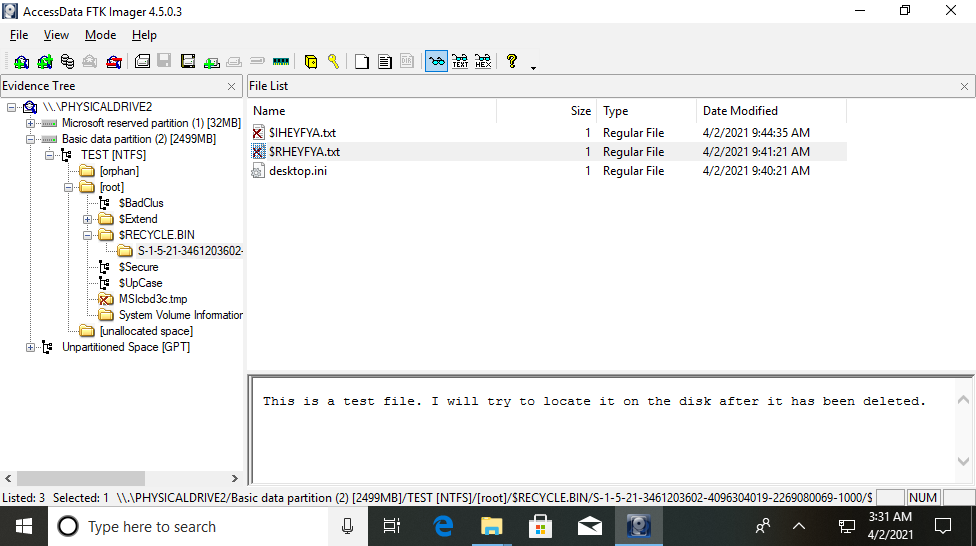 AccessData FTK Imager 4.5.0.3
File View Mode Help
TEXT HEX
Evidence Tree
\\.\PHYSICALDRIVE2
Microsoft reserved partition (1) [32MB]
Basic data partition (2) [2499MB]
TEST [NTFS]
[orphan]
[root]
$BadClus
$Extend
$RECYCLE.BIN
S-1-5-21-3461203602-
$Secure
$UpCase
MSIcbd3c.tmp
System Volume Information
[unallocated space]
Unpartitioned Space [GPT]
File List
Name Size Type Date Modified
$IHEYFYA.txt 1 Regular File 4/2/2021 9:44:35 AM
$RHEYFYA.txt 1 Regular File 4/2/2021 9:41:21 AM
desktop.ini 1 Regular File 4/2/2021 9:40:21 AM
This is a test file. I will try to locate it on the disk after it has been deleted.
Listed: 3 Selected: 1 \\.\PHYSICALDRIVE2/Basic data partition (2) [2499MB]/TEST [NTFS]/[root]/$RECYCLE.BIN/S-1-5-21-3461203602-4096304019-2269080069-1000/$ NUM
Type here to search
3:31 AM
4/2/2021